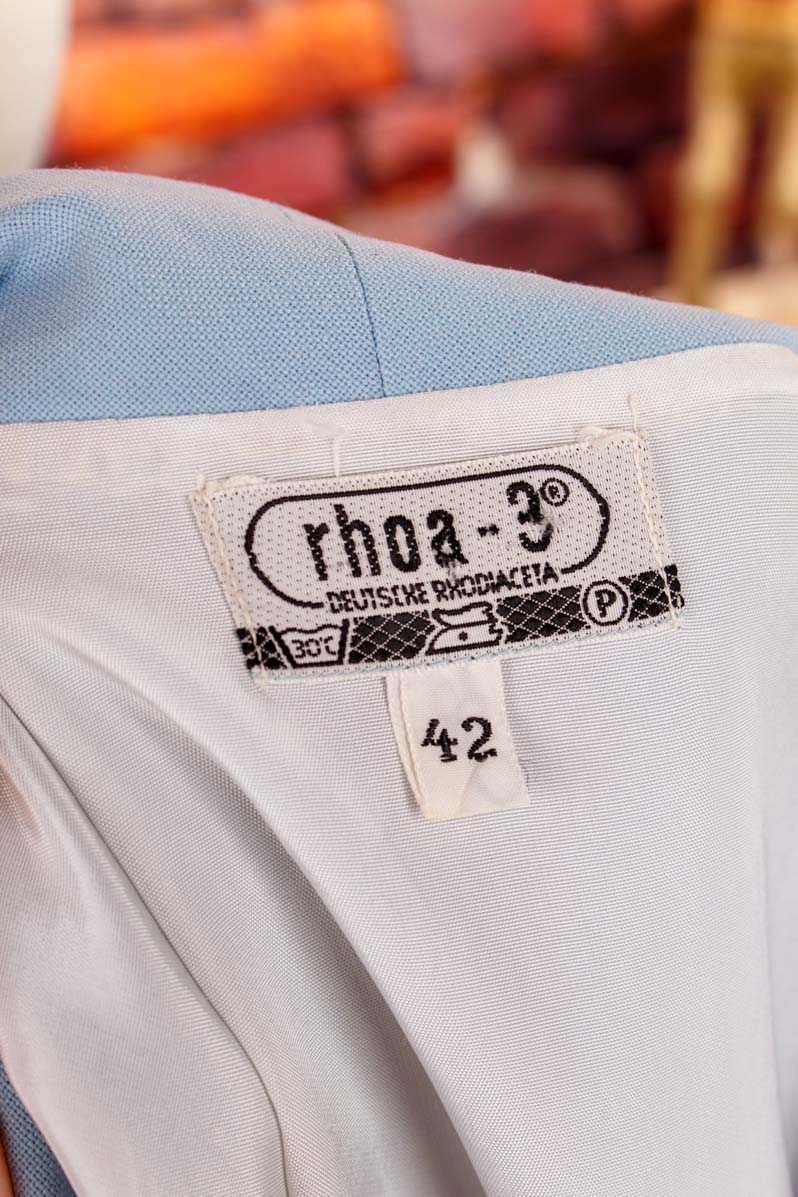 rhoa-3®
DEUTSCHE RHODIACETA
30°C
P
42